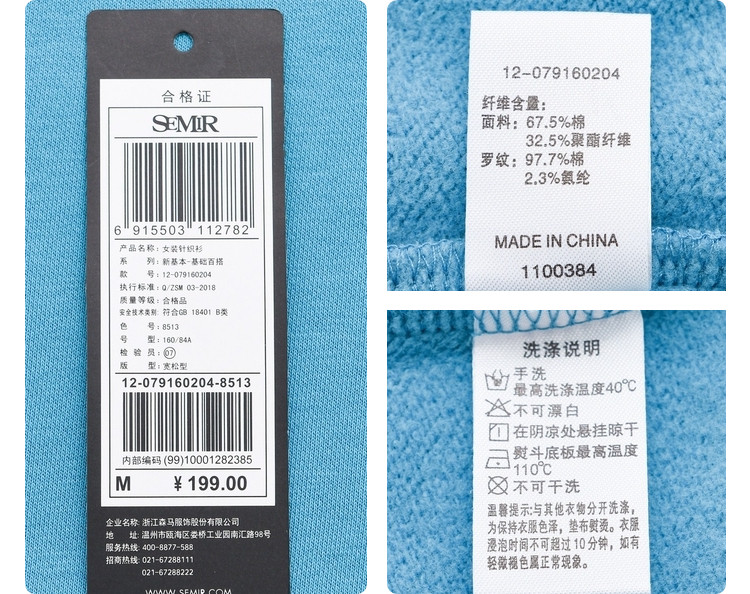 合格证
SEMIR
6 915503 112782
产品名称: 女装针织衫
系 列: 新基本-基础百搭
款 号: 12-079160204
执行标准: Q/ZSM 03-2018
质量等级: 合格品
安全技术类别: 符合GB 18401 B类
色 号: 8513
号 型: 160/84A
检 验 员: 07
版 型: 宽松型
12-079160204-8513
内部编码 (99)10001282385
M ¥199.00
企业名称: 浙江森马服饰股份有限公司
地 址: 温州市瓯海区娄桥工业园南汇路98号
服务热线: 400-8877-588
招商热线: 021-67288111
021-67288222
WWW.SEMIR.COM
12-079160204
纤维含量:
面料: 67.5%棉
32.5%聚酯纤维
罗纹: 97.7%棉
2.3%氨纶
MADE IN CHINA
1100384
洗涤说明
手洗
最高洗涤温度40℃
不可漂白
在阴凉处悬挂晾干
熨斗底板最高温度
110℃
不可干洗
温馨提示:与其他衣物分开洗涤,
为保持衣服色泽,垫布熨烫。衣服
浸泡时间不可超过10分钟,如有
轻微褪色属正常现象。